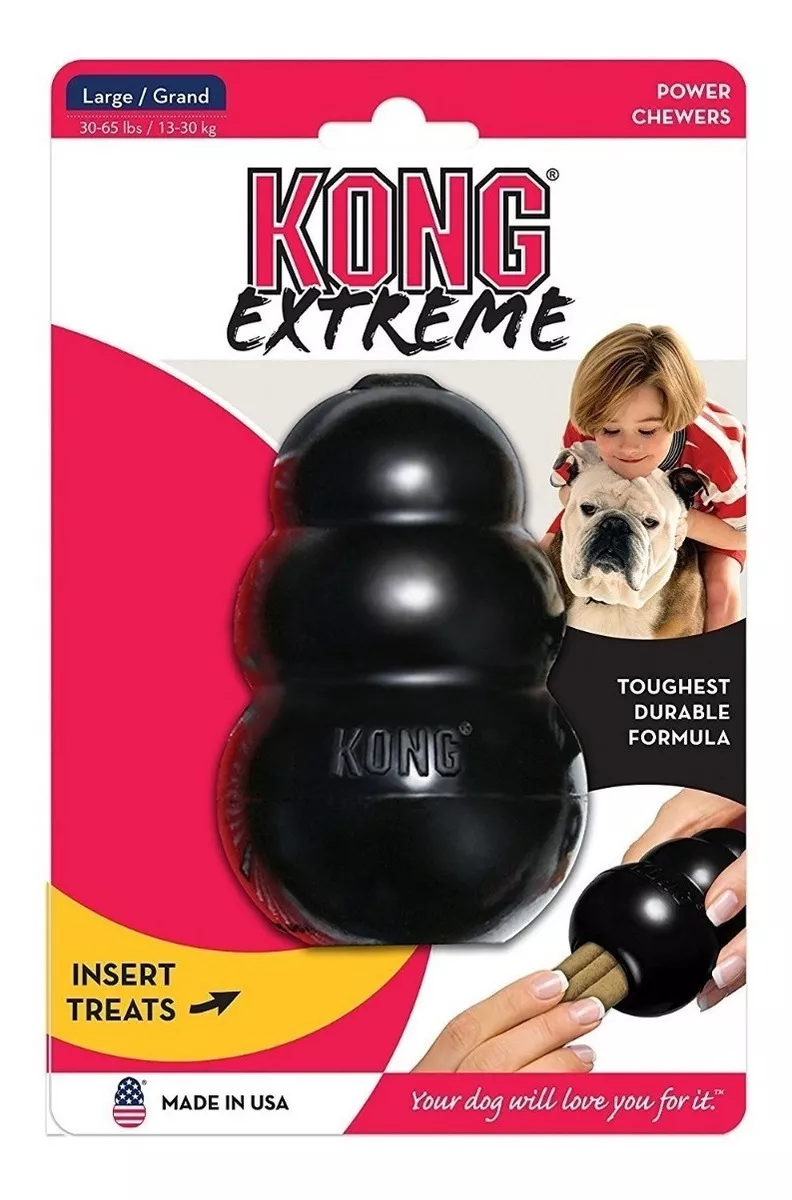 Large / Grand
30-65 lbs / 13-30 kg
POWER
CHEWERS
KONG®
EXTREME
KONG®
TOUGHEST
DURABLE
FORMULA
INSERT
TREATS
MADE IN USA
Your dog will love you for it.™